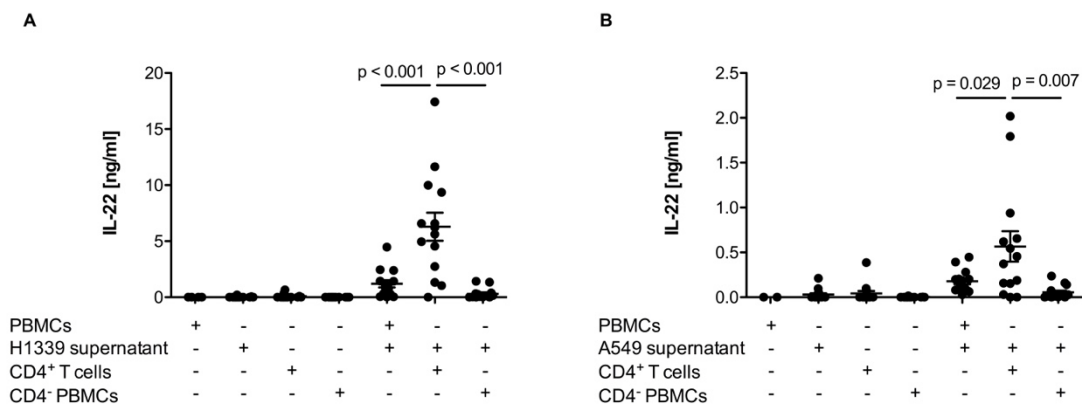 A
B
p < 0.001 p < 0.001
p = 0.029 p = 0.007
IL-22 [ng/ml]
20
15
10
5
0
IL-22 [ng/ml]
2.5
2.0
1.5
1.0
0.5
0.0
PBMCs + - - - + - -
H1339 supernatant - + - - + + +
CD4⁺ T cells - - + - - + -
CD4⁻ PBMCs - - - + - - +
PBMCs + - - - + - -
A549 supernatant - + - - + + +
CD4⁺ T cells - - + - - + -
CD4⁻ PBMCs - - - + - - +